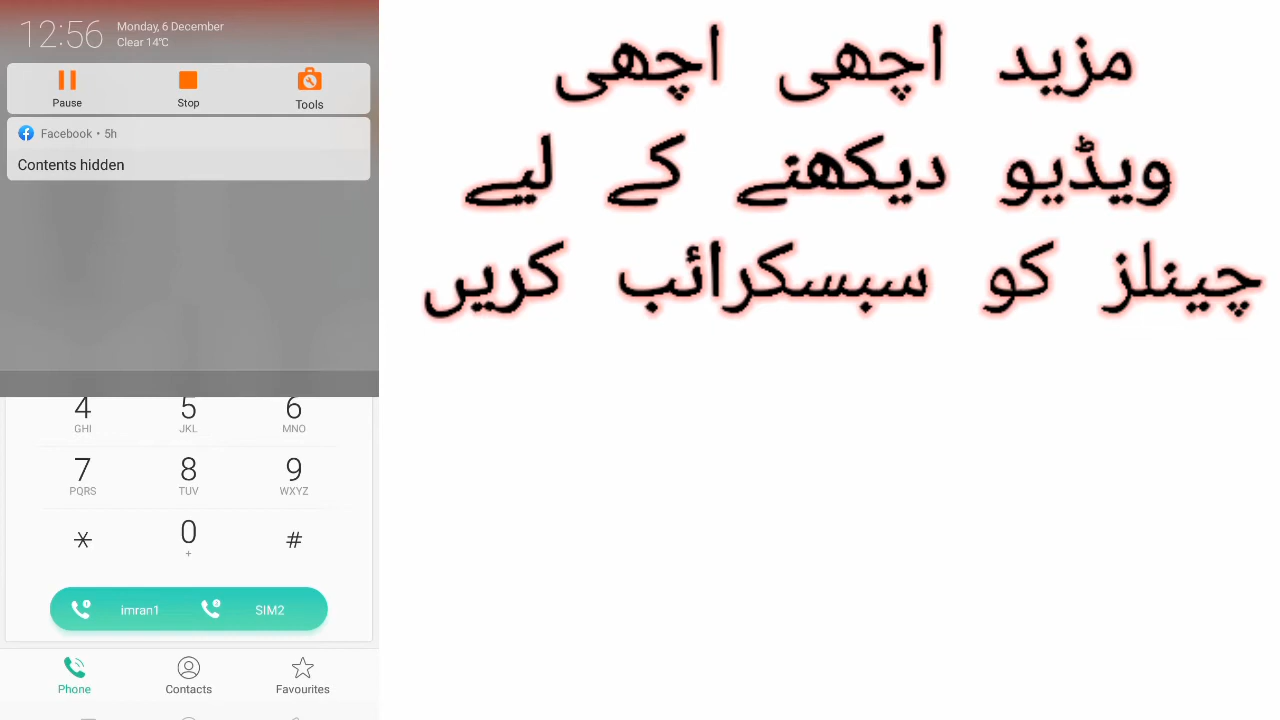 12:56
Monday, 6 December
Clear 14°C
Pause Stop Tools
Facebook • 5h
Contents hidden
4 5 6
GHI JKL MNO
7 8 9
PQRS TUV WXYZ
* 0 #
+
imran1 SIM2
Phone Contacts Favourites
مزید اچھی اچھی
ویڈیو دیکھنے کے لیے
چینلز کو سبسکرائب کریں